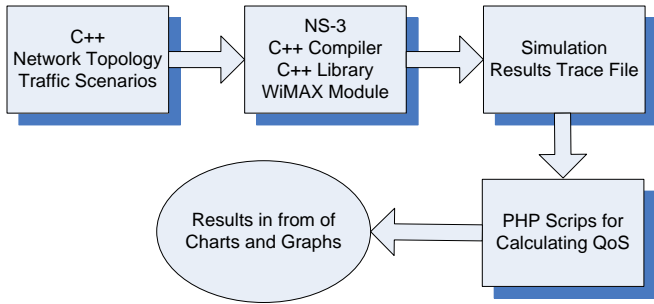 C++
Network Topology
Traffic Scenarios
NS-3
C++ Compiler
C++ Library
WiMAX Module
Simulation
Results Trace File
PHP Scrips for
Calculating QoS
Results in from of
Charts and Graphs